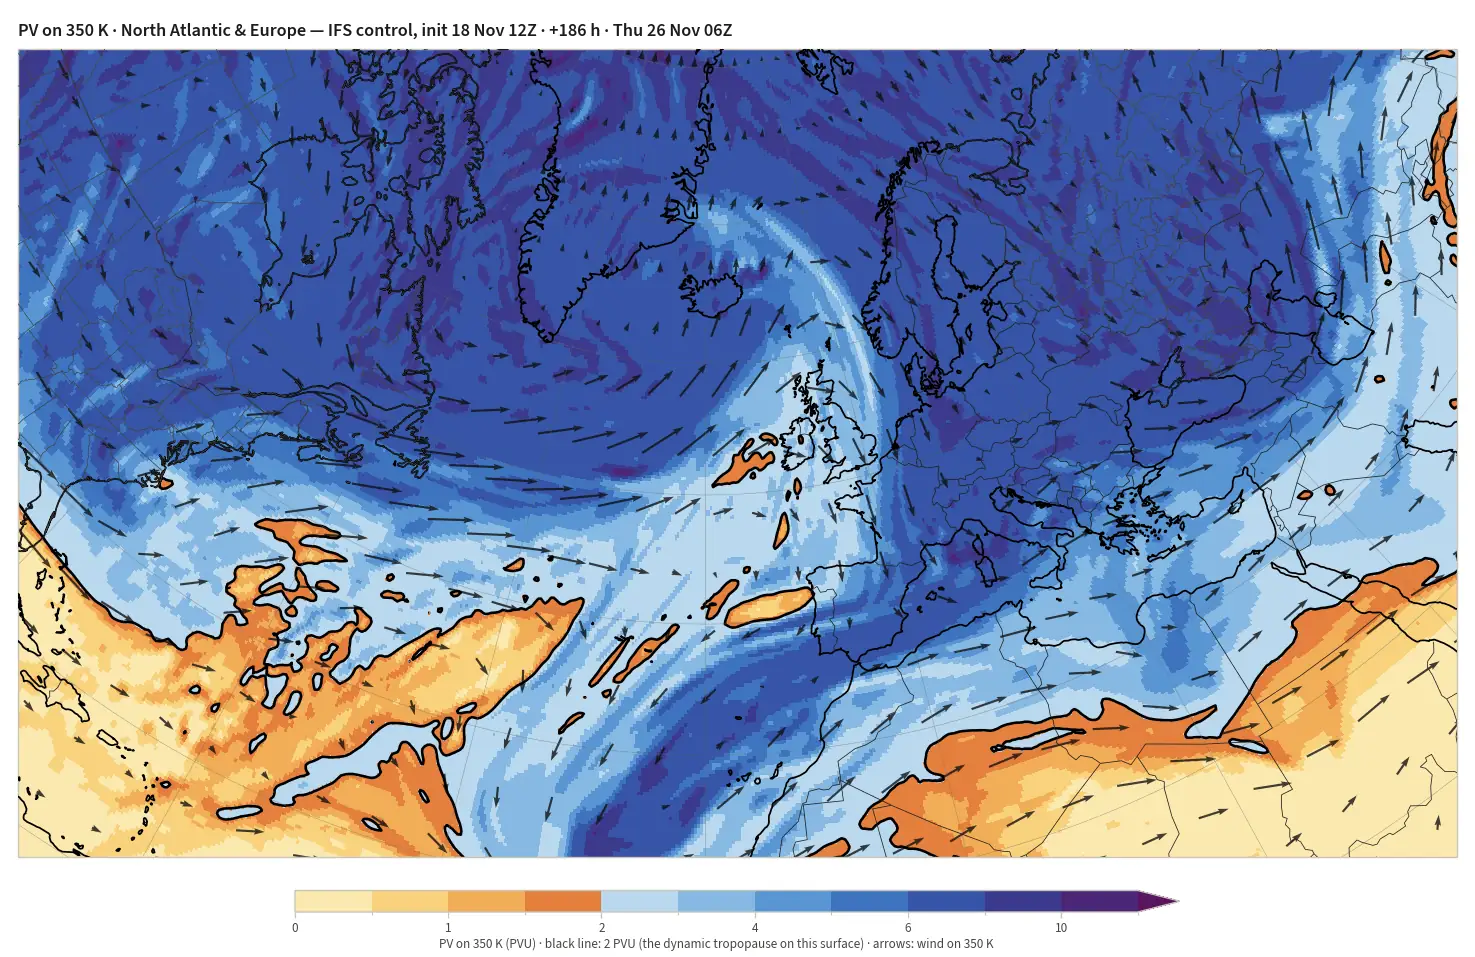 PV on 350 K · North Atlantic & Europe — IFS control, init 18 Nov 12Z · +186 h · Thu 26 Nov 06Z
0 1 2 4 6 10
PV on 350 K (PVU) · black line: 2 PVU (the dynamic tropopause on this surface) · arrows: wind on 350 K